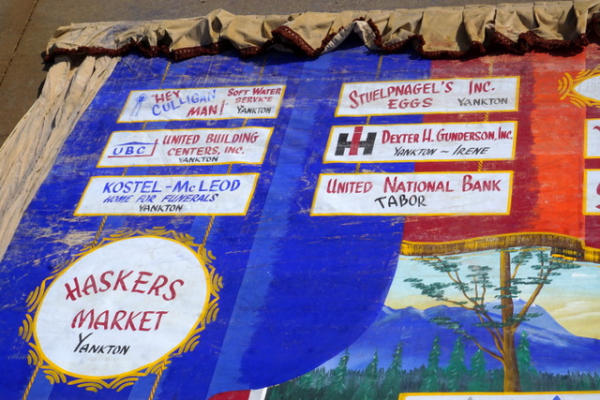 "HEY
CULLIGAN
MAN!
SOFT WATER
SERVICE
YANKTON
UBC
UNITED BUILDING
CENTERS, INC.
YANKTON
KOSTEL - MCLEOD
HOME FOR FUNERALS
YANKTON
HASKERS
MARKET
YANKTON
STUELPNAGEL'S INC.
EGGS YANKTON
IH
DEXTER H. GUNDERSON, INC.
YANKTON ~ IRENE
UNITED NATIONAL BANK
TABOR